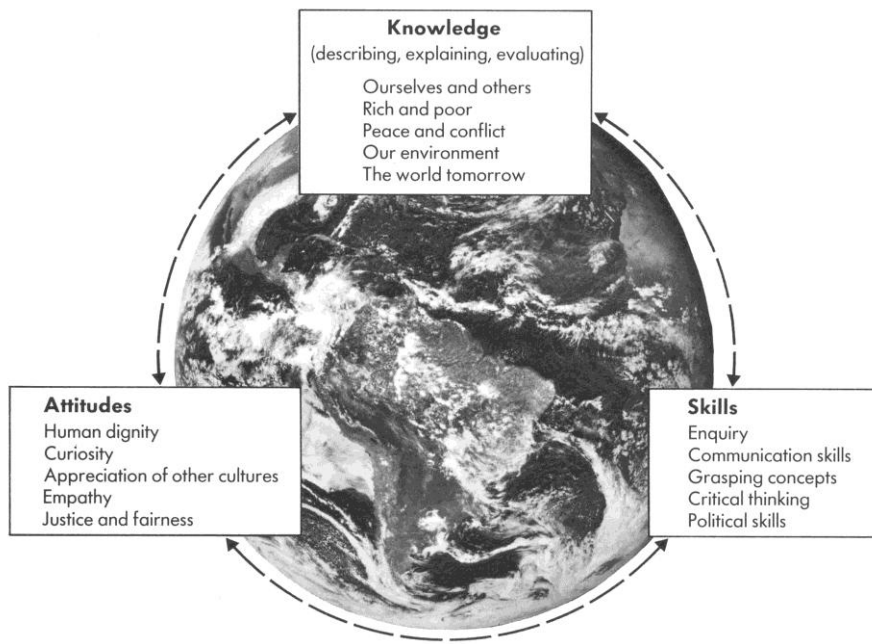 Knowledge
(describing, explaining, evaluating)
Ourselves and others
Rich and poor
Peace and conflict
Our environment
The world tomorrow
Attitudes
Human dignity
Curiosity
Appreciation of other cultures
Empathy
Justice and fairness
Skills
Enquiry
Communication skills
Grasping concepts
Critical thinking
Political skills